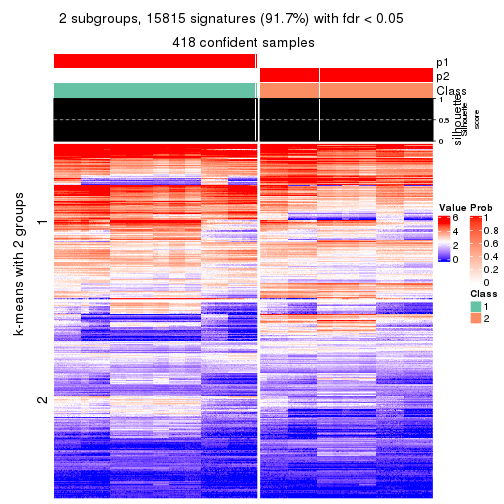 2 subgroups, 15815 signatures (91.7%) with fdr < 0.05
418 confident samples
p1
p2
Class
1
0.5
0
silhouette
Silhouette
score
k-means with 2 groups
1
2
Value
6
4
2
0
Prob
1
0.8
0.6
0.4
0.2
0
Class
1
2